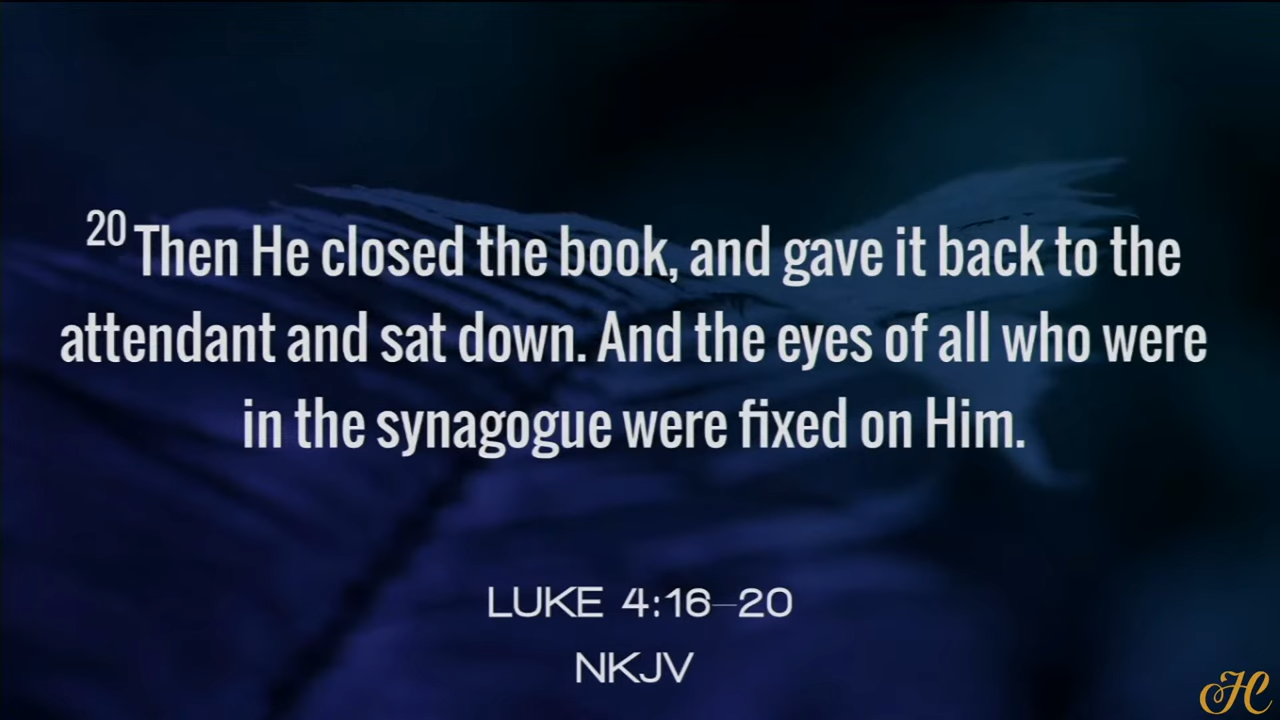 20 Then He closed the book, and gave it back to the
attendant and sat down. And the eyes of all who were
in the synagogue were fixed on Him.
LUKE 4:16–20
NKJV
HC